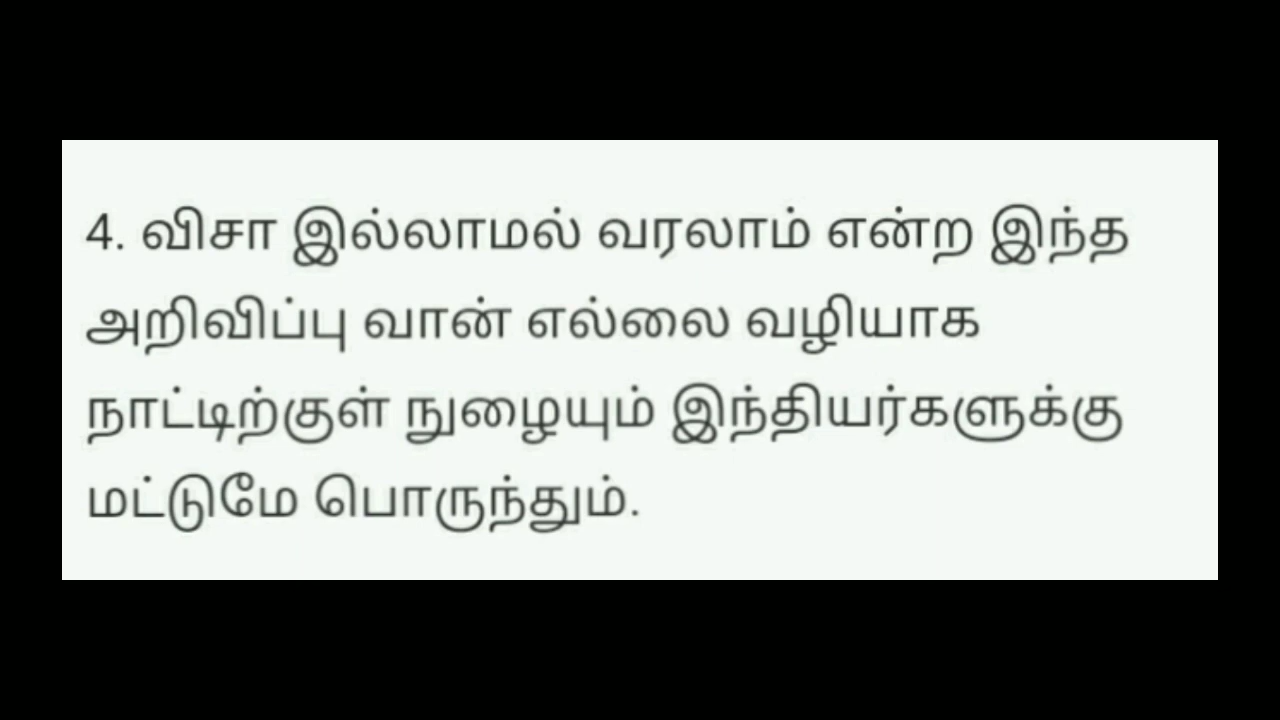 4. விசா இல்லாமல் வரலாம் என்ற இந்த
அறிவிப்பு வான் எல்லை வழியாக
நாட்டிற்குள் நுழையும் இந்தியர்களுக்கு
மட்டுமே பொருந்தும்.